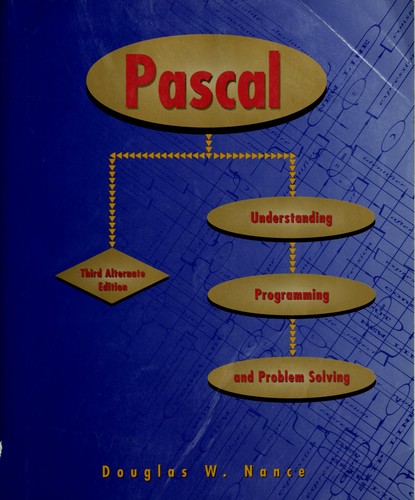 Pascal
Understanding
Third Alternate
Edition
Programming
and Problem Solving
Douglas W. Nance